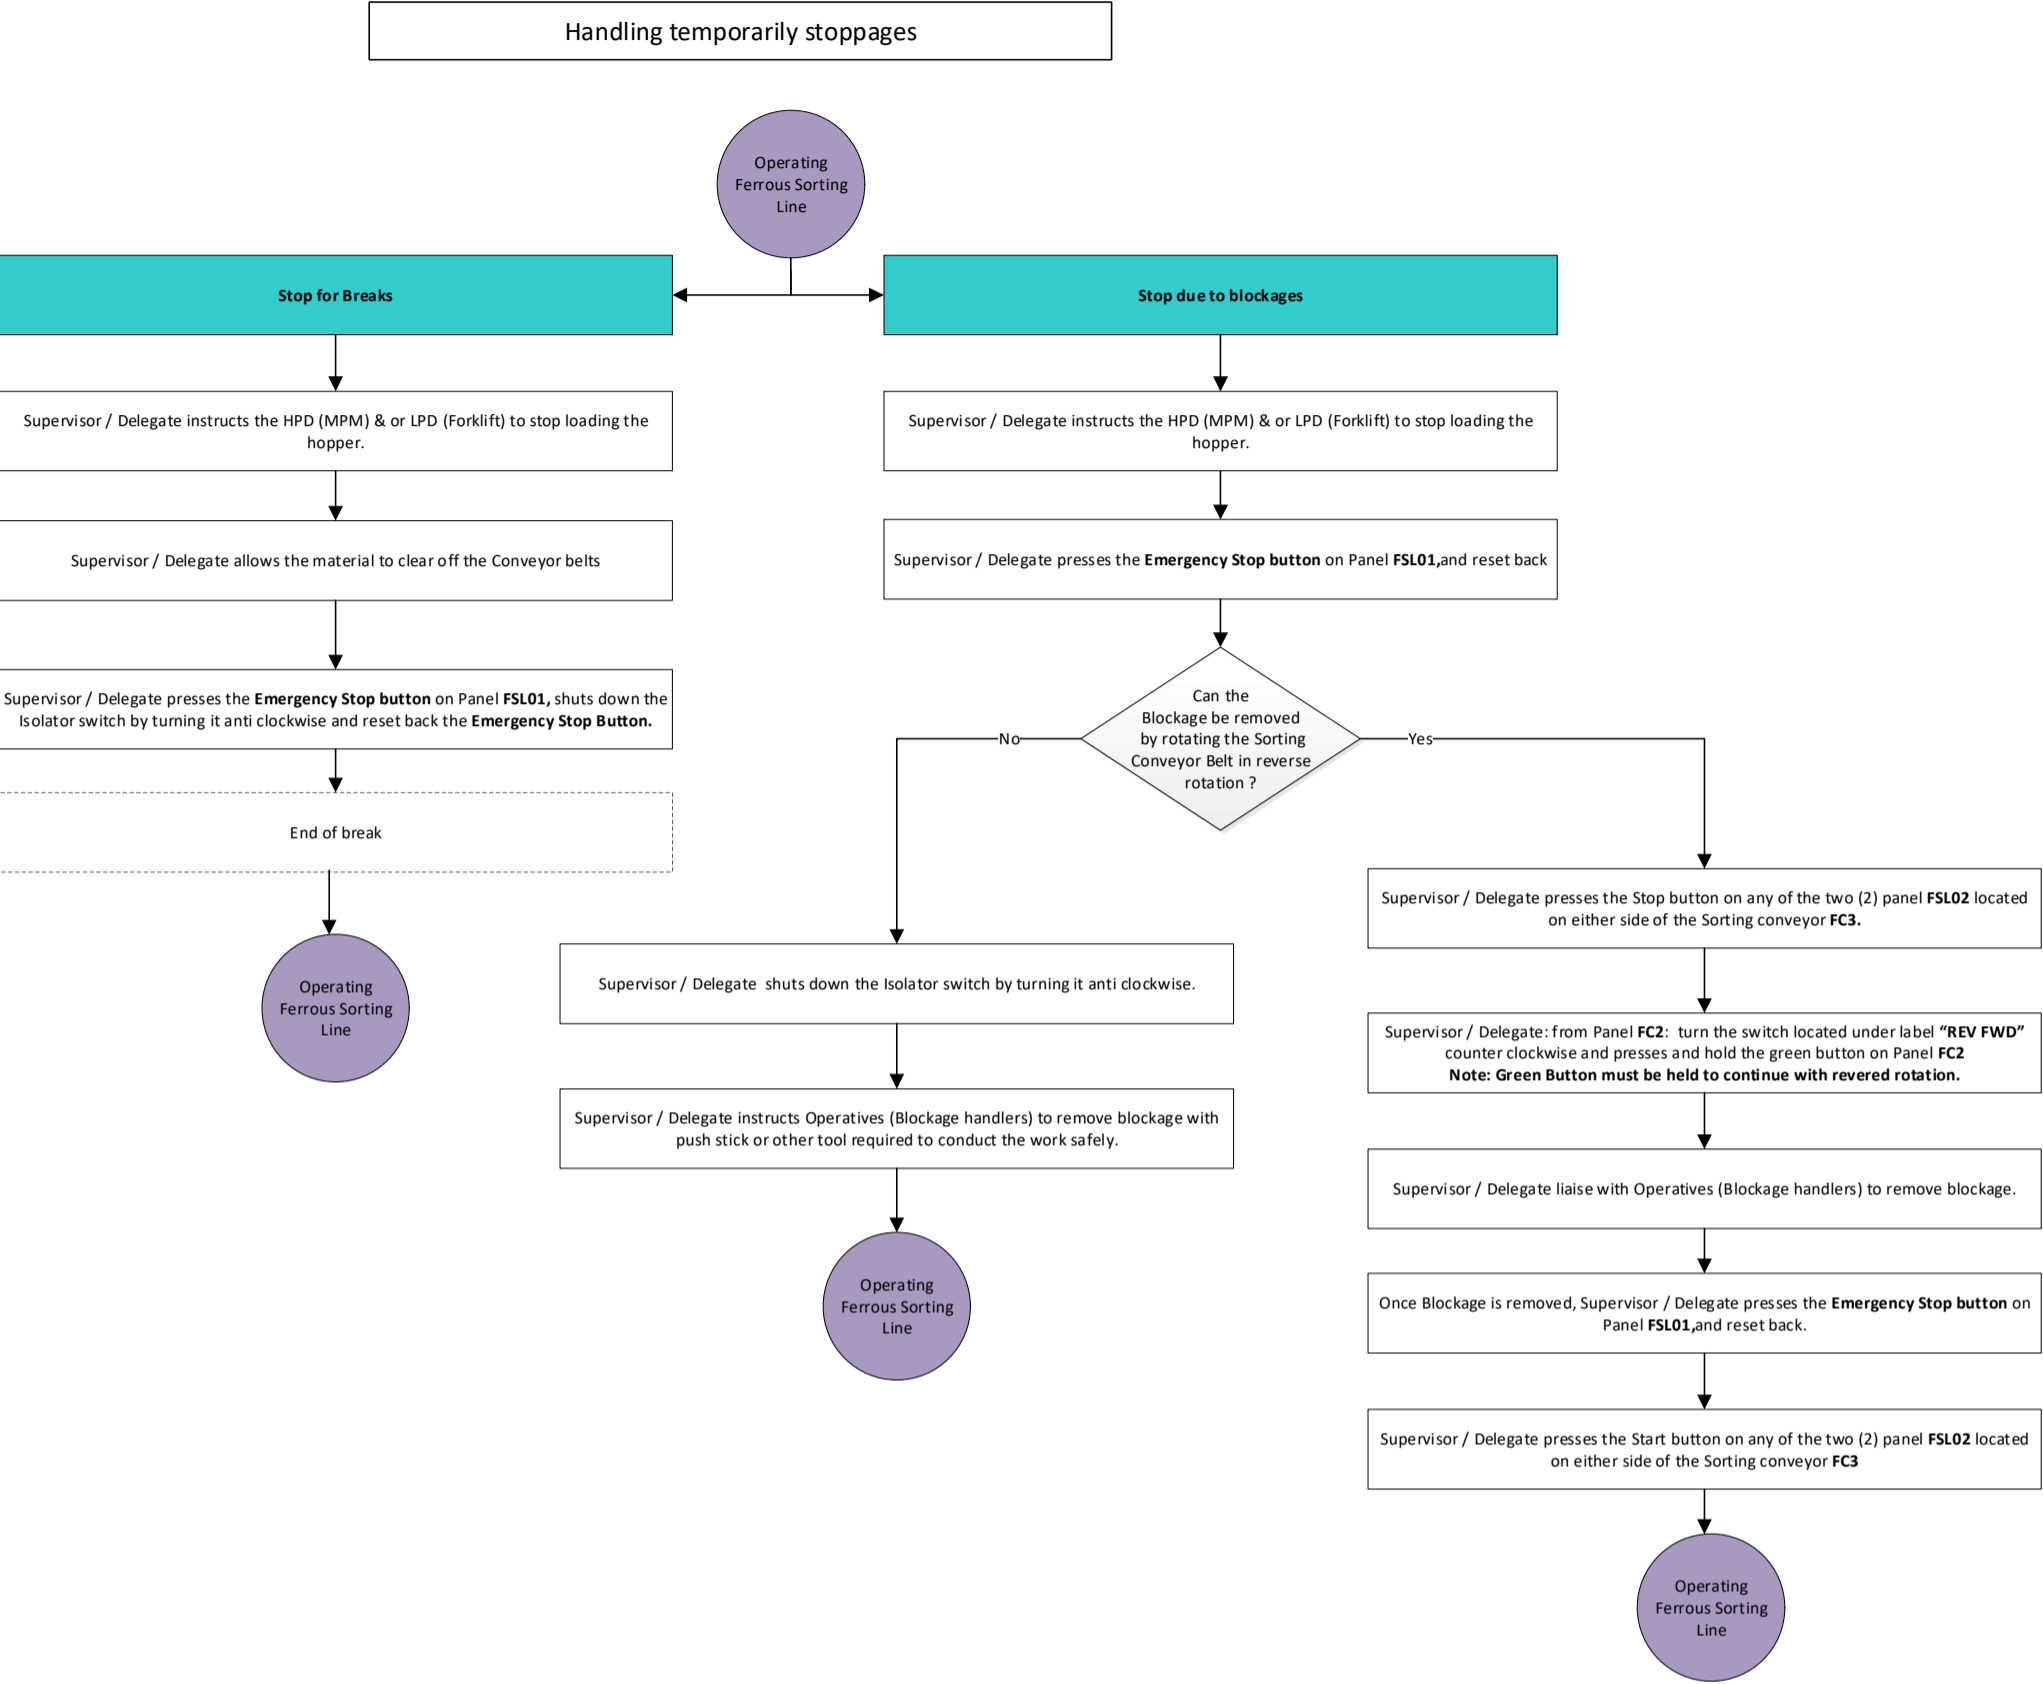 Handling temporarily stoppages
Operating
Ferrous Sorting
Line
Stop for Breaks
Supervisor / Delegate instructs the HPD (MPM) & or LPD (Forklift) to stop loading the
hopper.
Supervisor / Delegate allows the material to clear off the Conveyor belts
Supervisor / Delegate presses the Emergency Stop button on Panel FSL01, shuts down the
Isolator switch by turning it anti clockwise and reset back the Emergency Stop Button.
End of break
Operating
Ferrous Sorting
Line
Stop due to blockages
Supervisor / Delegate instructs the HPD (MPM) & or LPD (Forklift) to stop loading the
hopper.
Supervisor / Delegate presses the Emergency Stop button on Panel FSL01,and reset back
Can the
Blockage be removed
by rotating the Sorting
Conveyor Belt in reverse
rotation ?
No
Supervisor / Delegate  shuts down the Isolator switch by turning it anti clockwise.
Supervisor / Delegate instructs Operatives (Blockage handlers) to remove blockage with
push stick or other tool required to conduct the work safely.
Operating
Ferrous Sorting
Line
Yes
Supervisor / Delegate presses the Stop button on any of the two (2) panel FSL02 located
on either side of the Sorting conveyor FC3.
Supervisor / Delegate: from Panel FC2:  turn the switch located under label “REV FWD”
counter clockwise and presses and hold the green button on Panel FC2
Note: Green Button must be held to continue with revered rotation.
Supervisor / Delegate liaise with Operatives (Blockage handlers) to remove blockage.
Once Blockage is removed, Supervisor / Delegate presses the Emergency Stop button on
Panel FSL01,and reset back.
Supervisor / Delegate presses the Start button on any of the two (2) panel FSL02 located
on either side of the Sorting conveyor FC3
Operating
Ferrous Sorting
Line